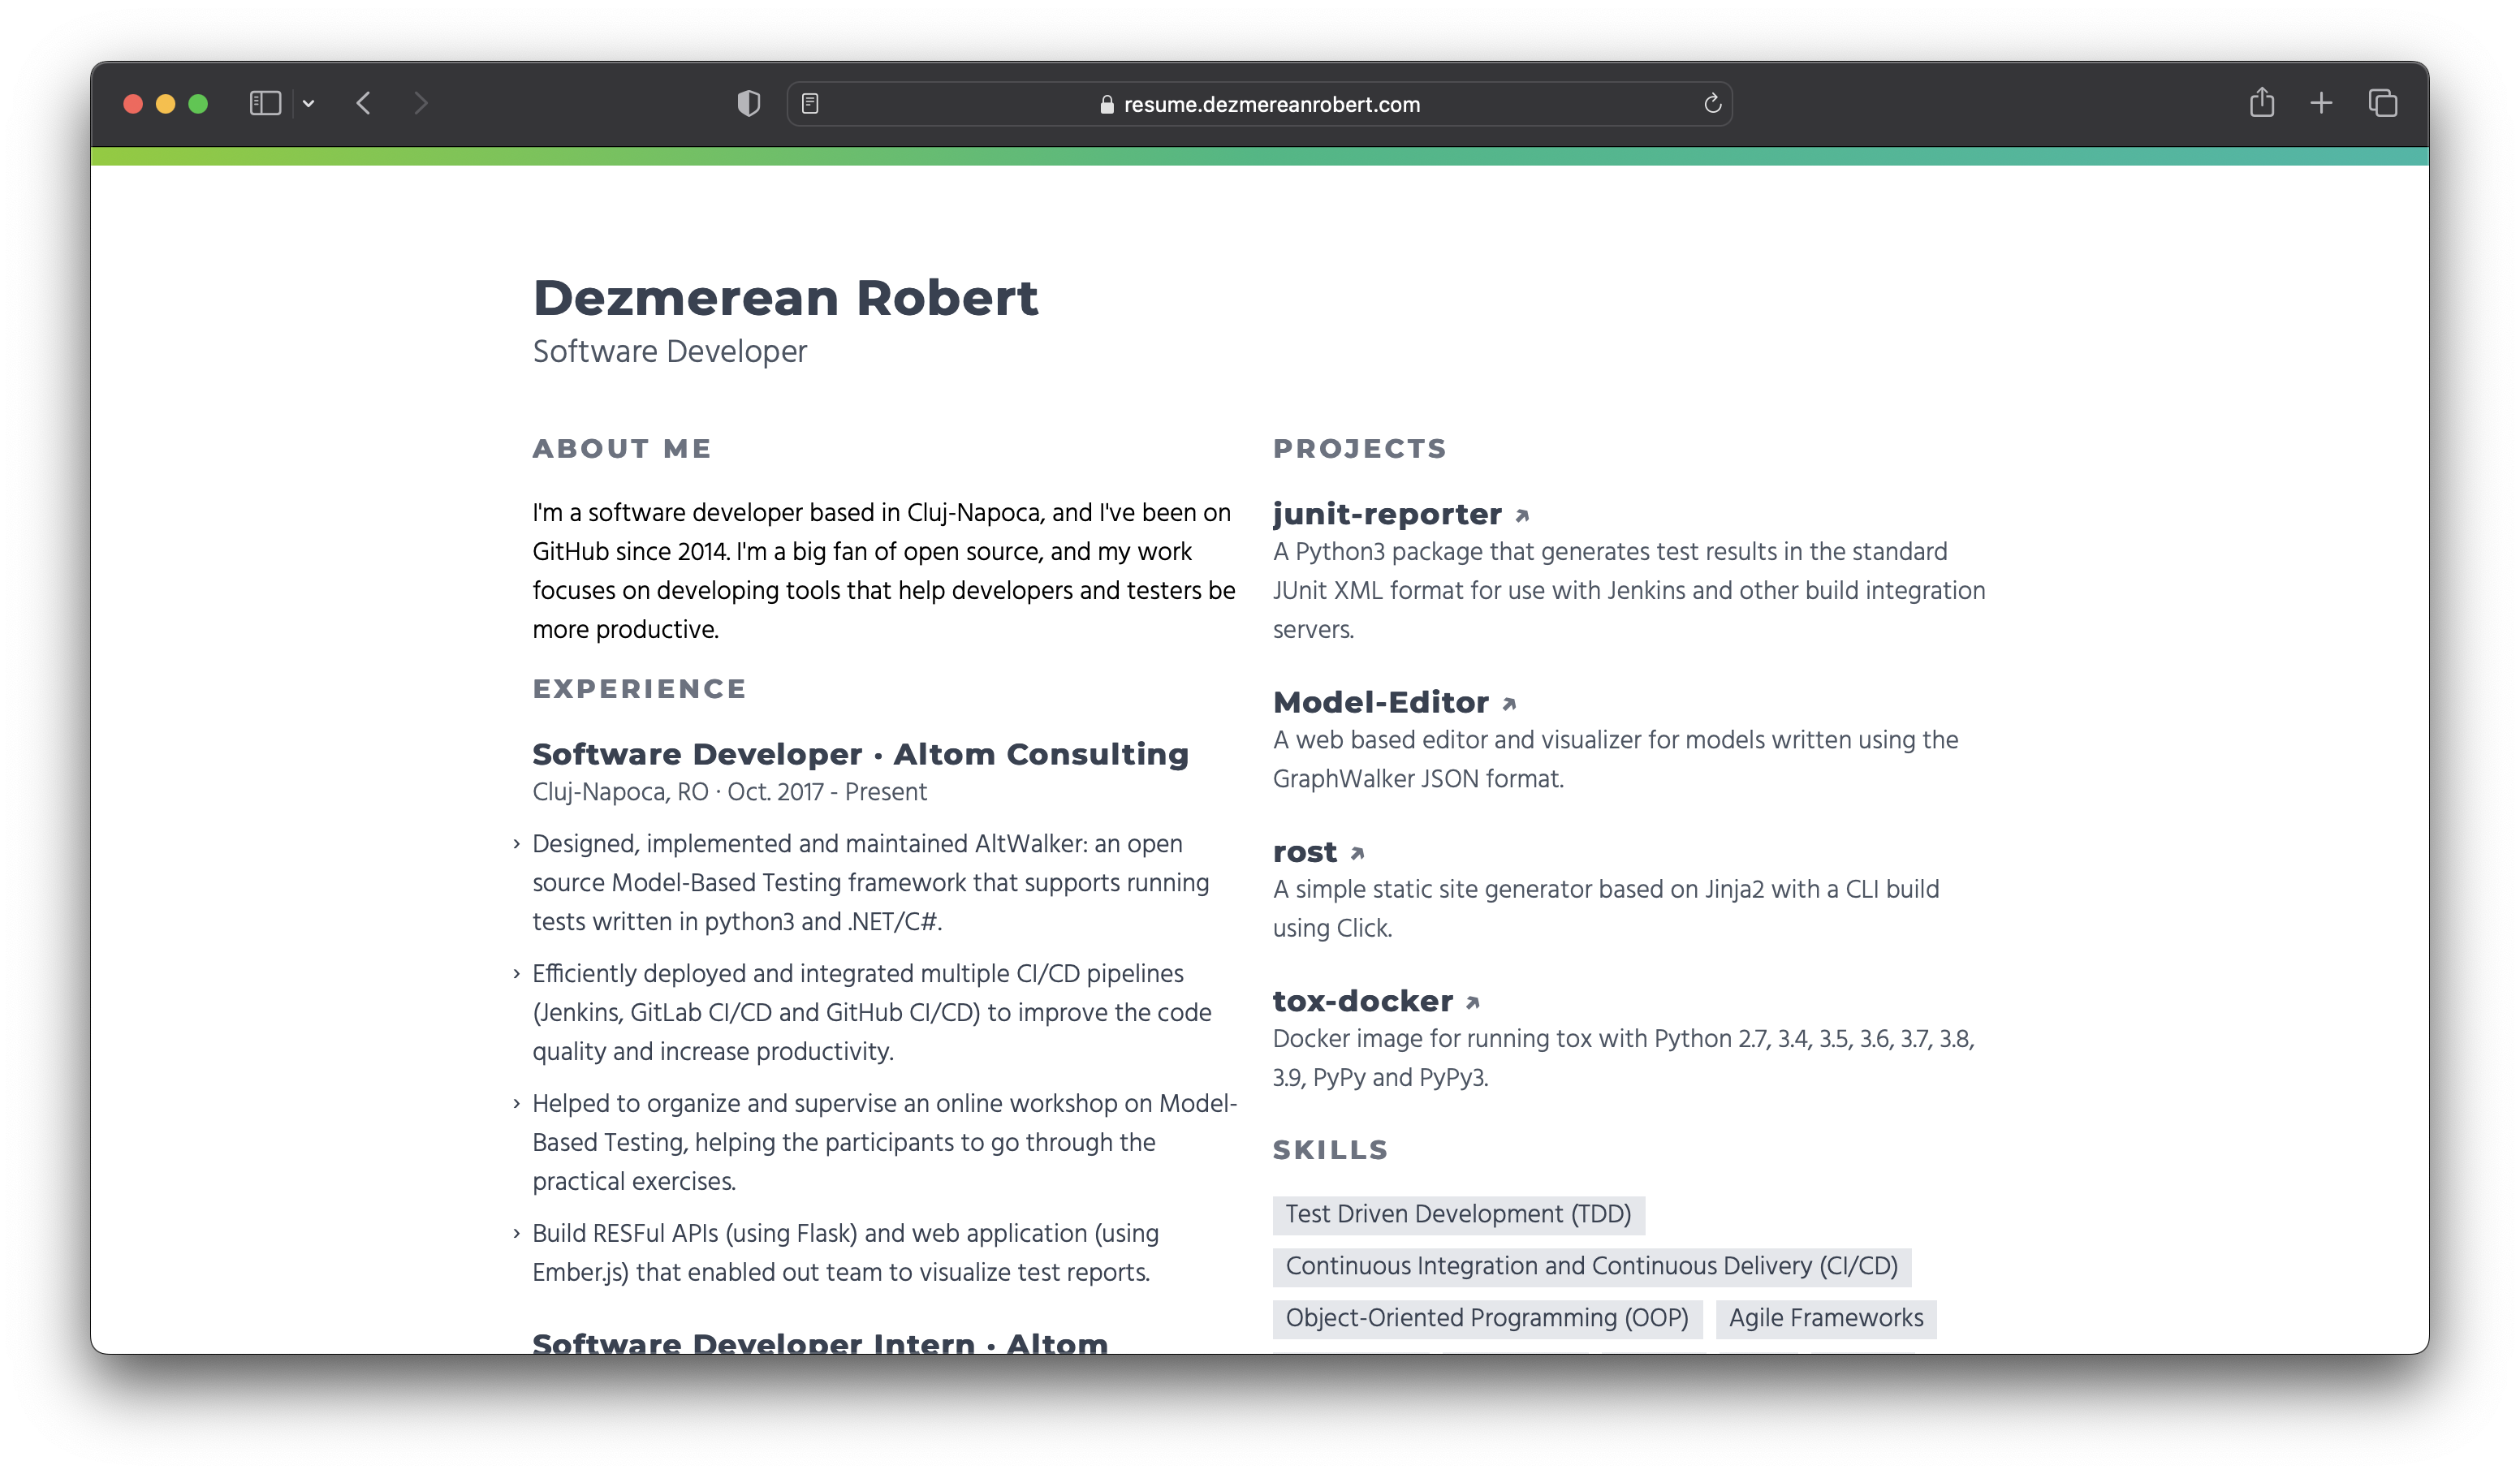 resume.dezmereanrobert.com
Dezmerean Robert
Software Developer
ABOUT ME
I'm a software developer based in Cluj-Napoca, and I've been on
GitHub since 2014. I'm a big fan of open source, and my work
focuses on developing tools that help developers and testers be
more productive.
EXPERIENCE
Software Developer · Altom Consulting
Cluj-Napoca, RO · Oct. 2017 - Present
› Designed, implemented and maintained AltWalker: an open
source Model-Based Testing framework that supports running
tests written in python3 and .NET/C#.
› Efficiently deployed and integrated multiple CI/CD pipelines
(Jenkins, GitLab CI/CD and GitHub CI/CD) to improve the code
quality and increase productivity.
› Helped to organize and supervise an online workshop on Model-
Based Testing, helping the participants to go through the
practical exercises.
› Build RESFul APIs (using Flask) and web application (using
Ember.js) that enabled out team to visualize test reports.
Software Developer Intern · Altom
PROJECTS
junit-reporter ↗
A Python3 package that generates test results in the standard
JUnit XML format for use with Jenkins and other build integration
servers.
Model-Editor ↗
A web based editor and visualizer for models written using the
GraphWalker JSON format.
rost ↗
A simple static site generator based on Jinja2 with a CLI build
using Click.
tox-docker ↗
Docker image for running tox with Python 2.7, 3.4, 3.5, 3.6, 3.7, 3.8,
3.9, PyPy and PyPy3.
SKILLS
Test Driven Development (TDD)
Continuous Integration and Continuous Delivery (CI/CD)
Object-Oriented Programming (OOP) Agile Frameworks